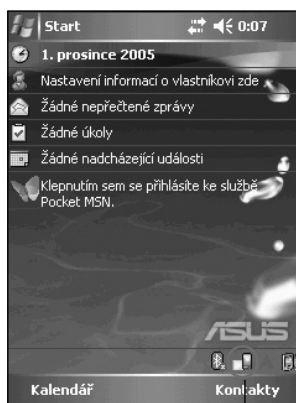 Start 0:07
1. prosince 2005
Nastavení informací o vlastníkovi zde
Žádné nepřečtené zprávy
Žádné úkoly
Žádné nadcházející události
Klepnutím sem se přihlásíte ke službě
Pocket MSN.
ASUS
Kalendář Kontakty